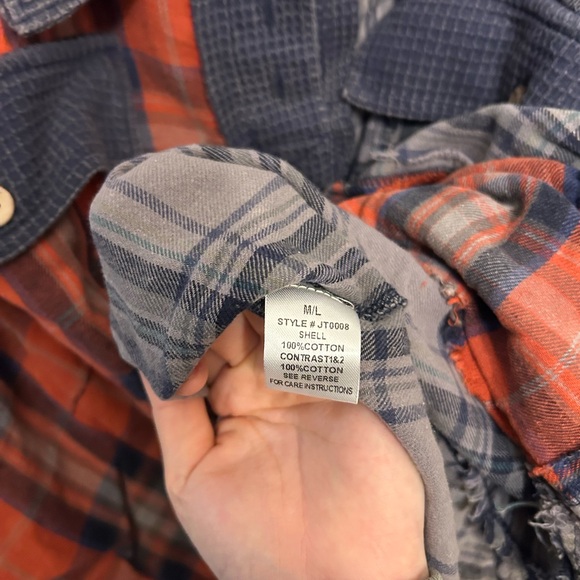 M/L
STYLE # JT0008
SHELL
100%COTTON
CONTRAST1&2
100%COTTON
SEE REVERSE
FOR CARE INSTRUCTIONS